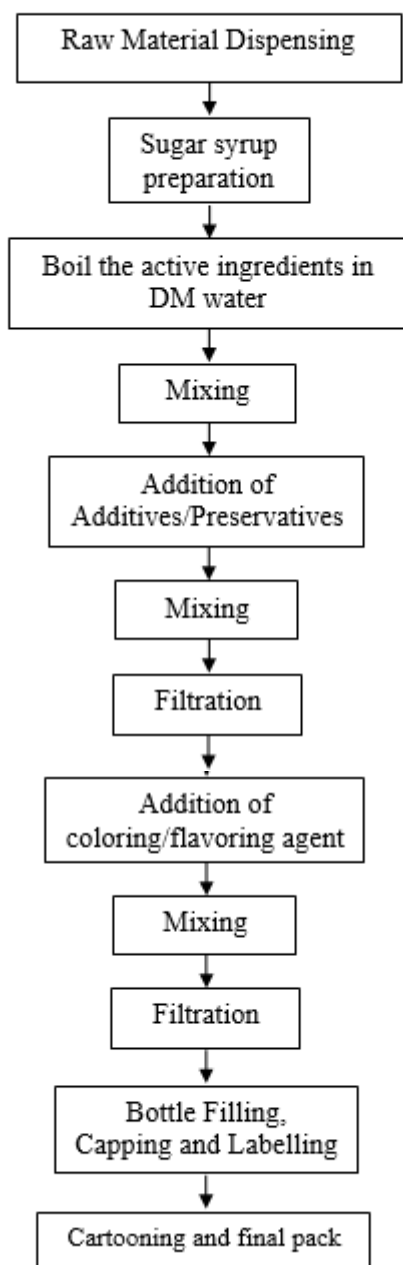 Raw Material Dispensing
Sugar syrup
preparation
Boil the active ingredients in
DM water
Mixing
Addition of
Additives/Preservatives
Mixing
Filtration
Addition of
coloring/flavoring agent
Mixing
Filtration
Bottle Filling,
Capping and Labelling
Cartooning and final pack